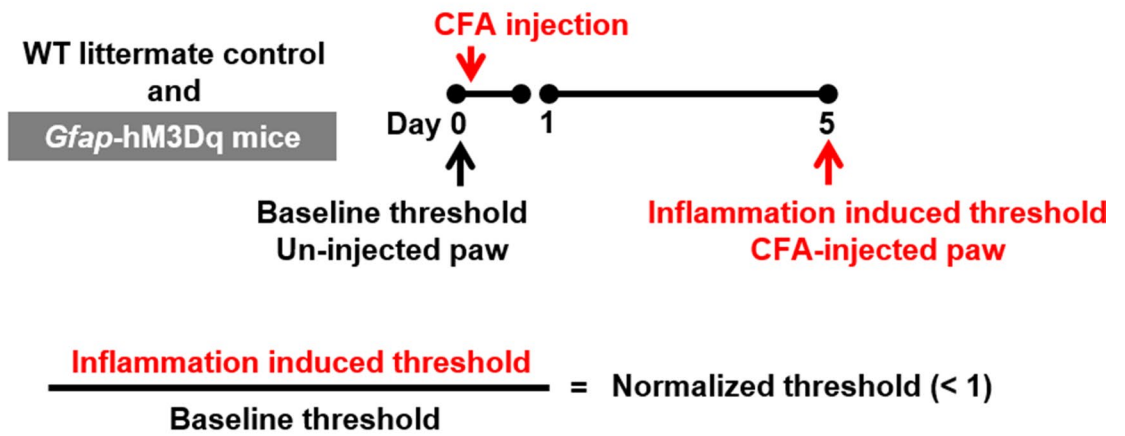 CFA injection
WT littermate control
and
Gfap-hM3Dq mice
Day 0 1 5
Baseline threshold
Un-injected paw
Inflammation induced threshold
CFA-injected paw
Inflammation induced threshold
Baseline threshold
= Normalized threshold (< 1)